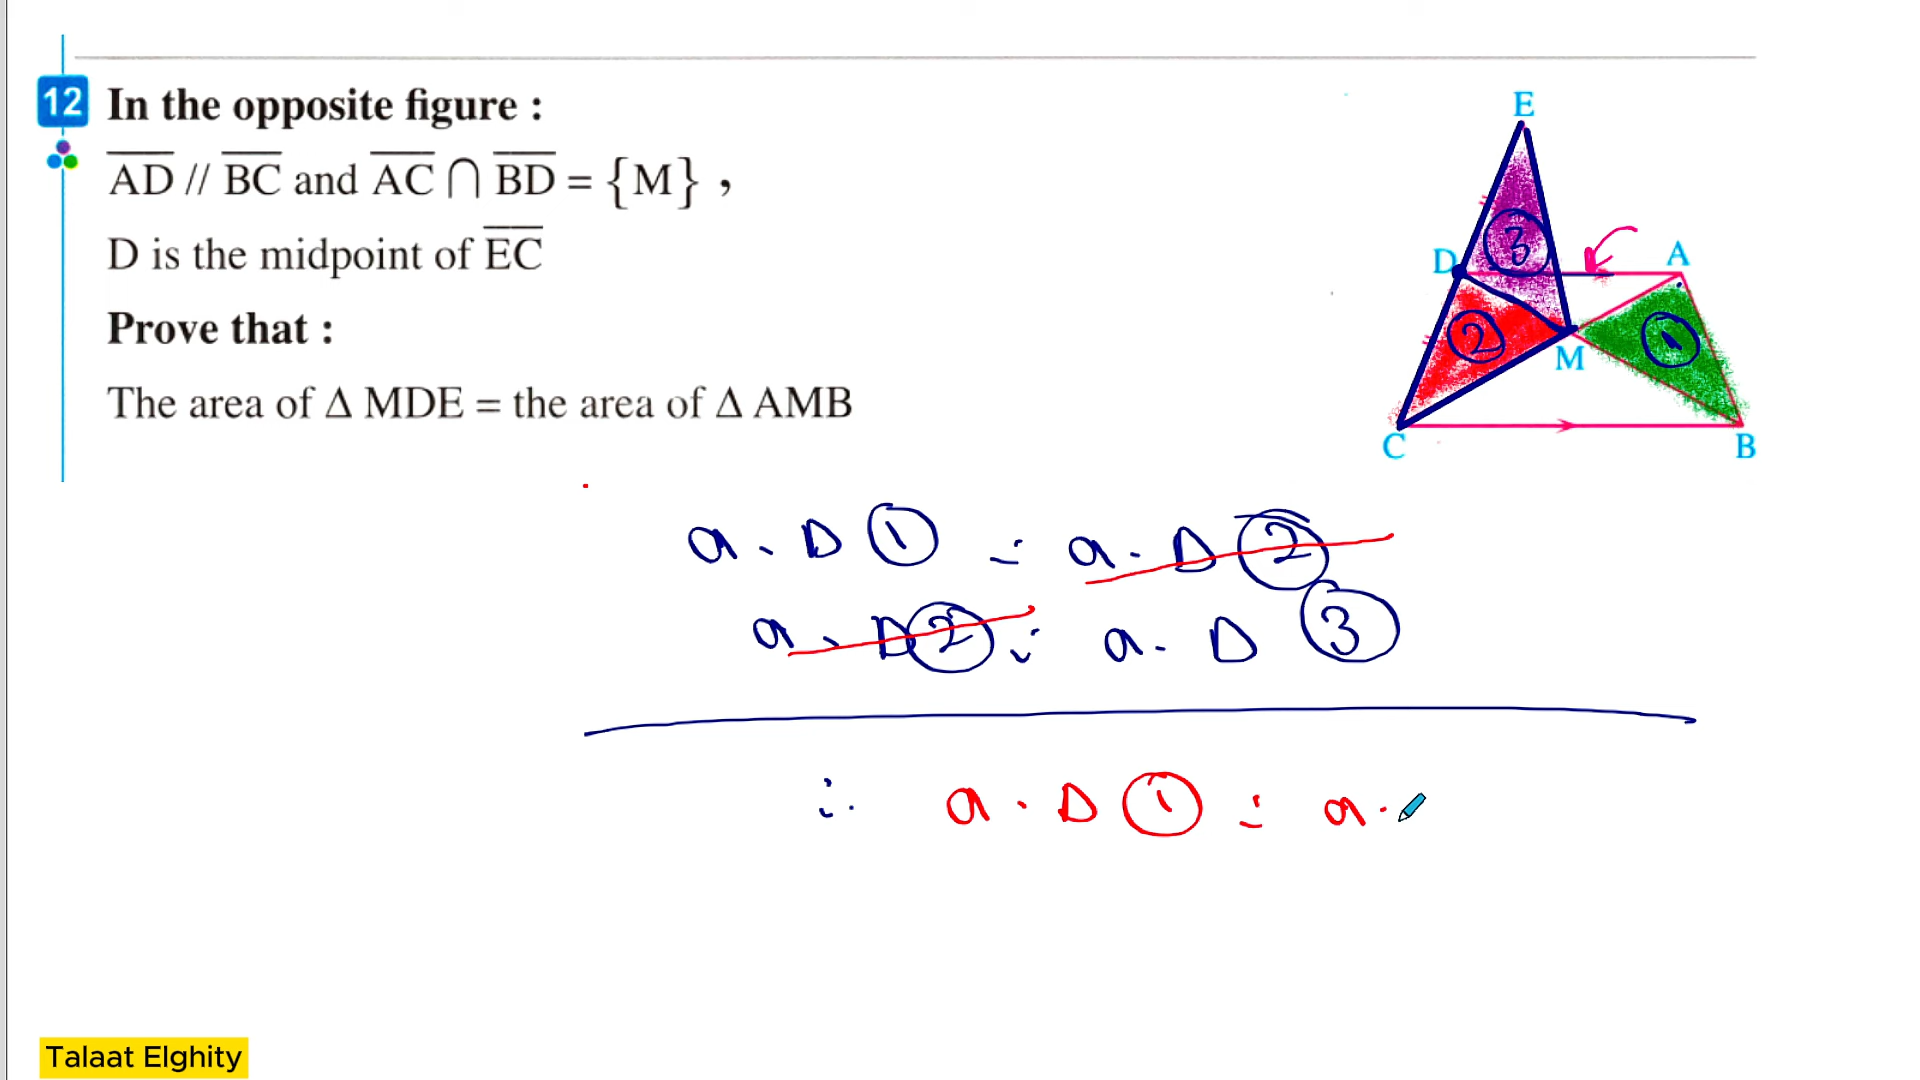 12 In the opposite figure :
AD // BC and AC ∩ BD = {M} ,
D is the midpoint of EC
Prove that :
The area of Δ MDE = the area of Δ AMB
E
D
A
3
2
1
M
C
B
a. Δ ① = a. Δ ②
a. Δ ② = a. Δ ③
∴ a. Δ ① = a.
Talaat Elghity